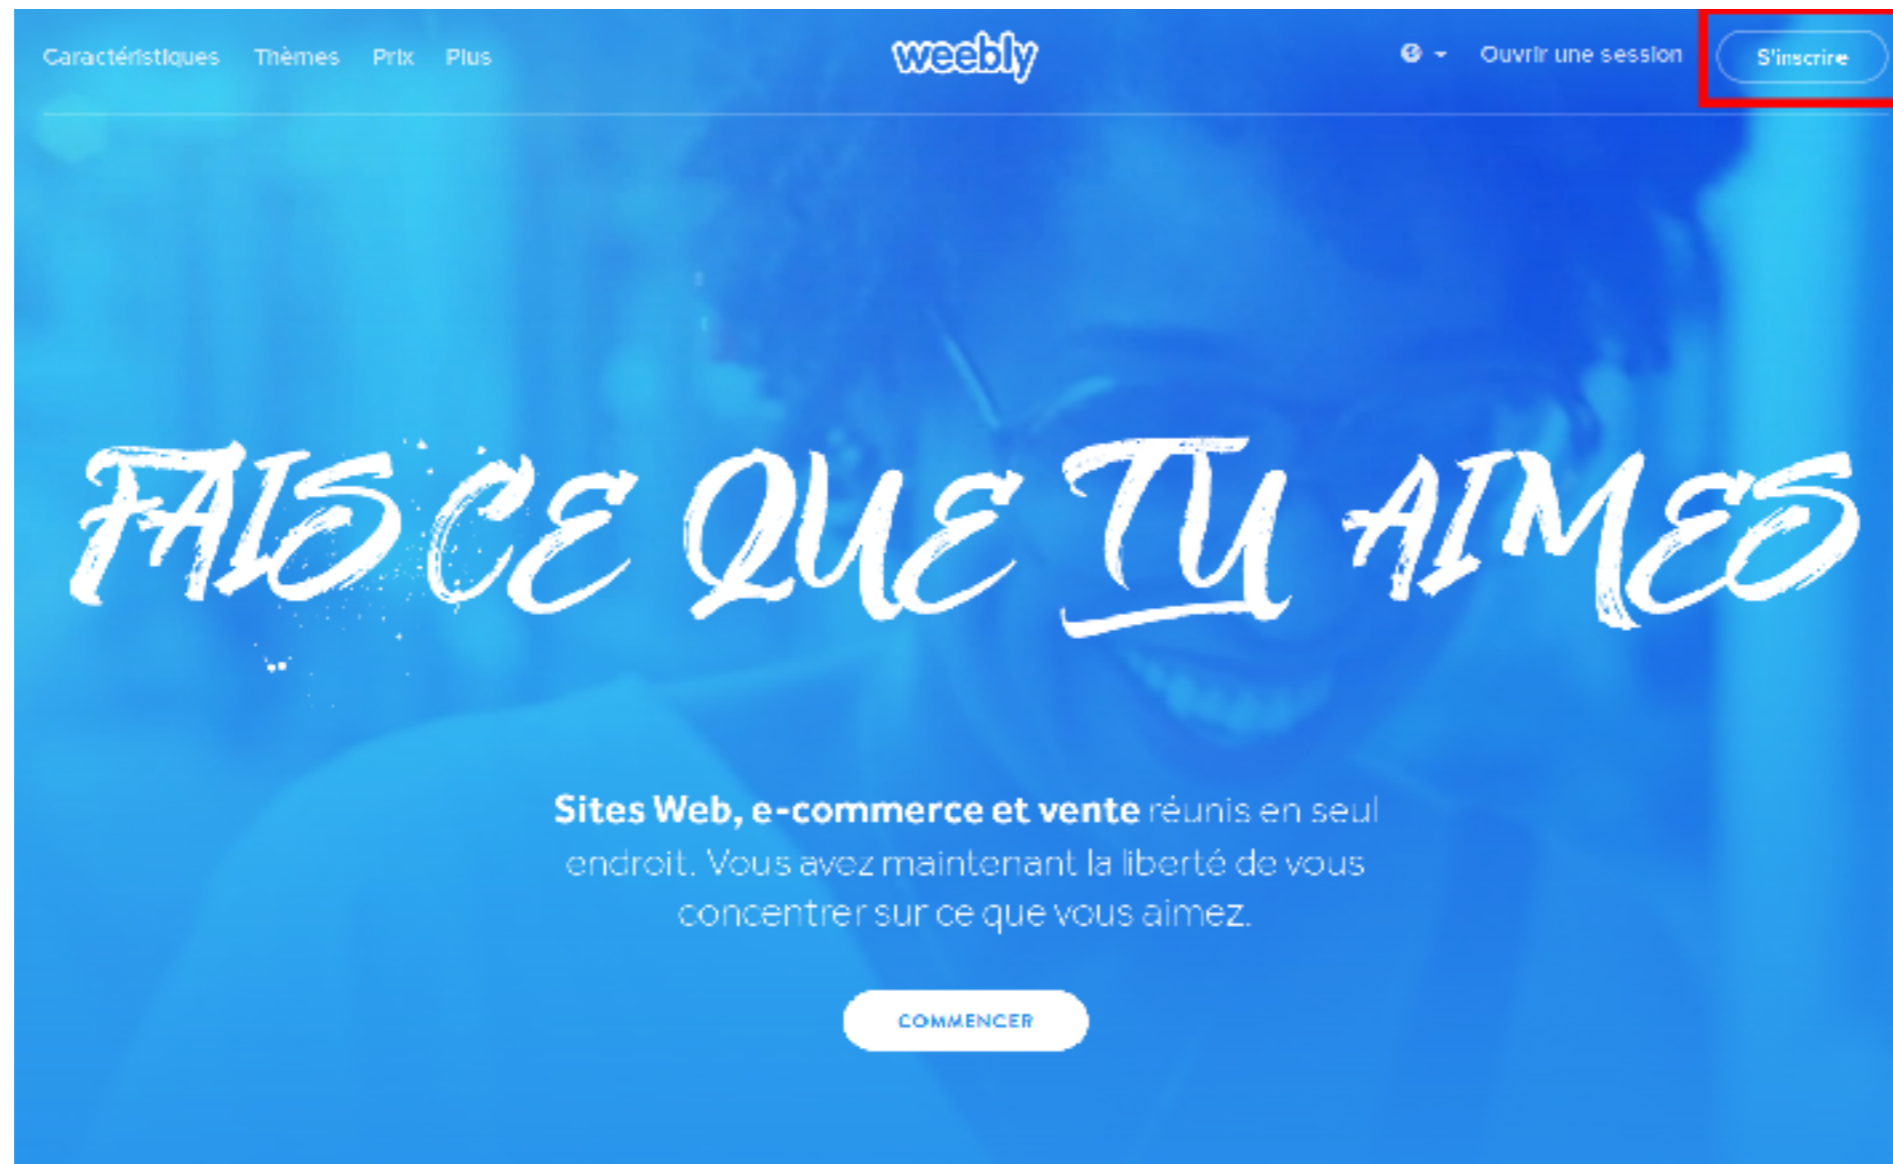 Caractéristiques Thèmes Prix Plus weebly Ouvrir une session S'inscrire
FAIS CE QUE TU AIMES
Sites Web, e-commerce et vente réunis en seul
endroit. Vous avez maintenant la liberté de vous
concentrer sur ce que vous aimez.
COMMENCER